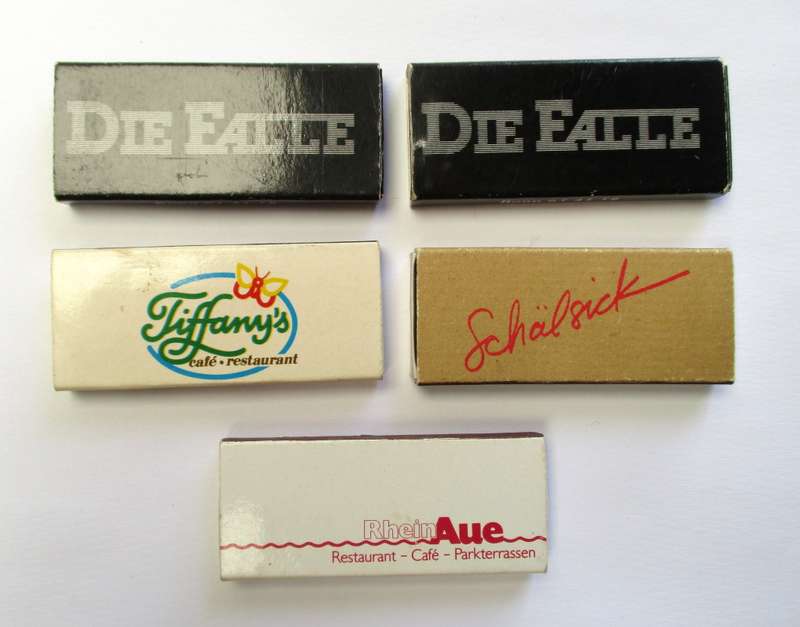 DIE FALLE
DIE FALLE
Tiffany's
café • restaurant
Schälsick
RheinAue
Restaurant – Café – Parkterrassen